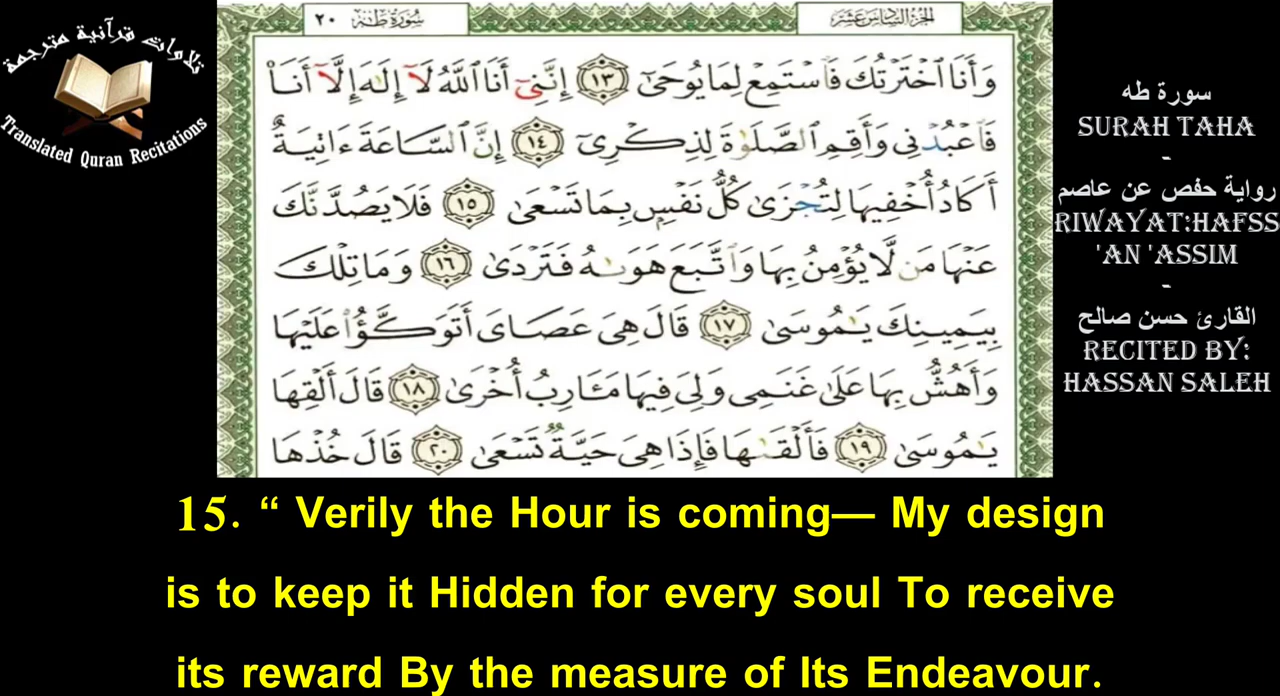 تلاوات قرآنية مترجمة
Translated Quran Recitations
الجزء السادس عشر
سورة طه ٢٠
وَأَنَا ٱخْتَرْتُكَ فَٱسْتَمِعْ لِمَا يُوحَىٰٓ ١٣ إِنَّنِىٓ أَنَا ٱللَّهُ لَآ إِلَـٰهَ إِلَّآ أَنَا۠
فَٱعْبُدْنِى وَأَقِمِ ٱلصَّلَوٰةَ لِذِكْرِىٓ ١٤ إِنَّ ٱلسَّاعَةَ ءَاتِيَةٌ
أَكَادُ أُخْفِيهَا لِتُجْزَىٰ كُلُّ نَفْسٍۭ بِمَا تَسْعَىٰ ١٥ فَلَا يَصُدَّنَّكَ
عَنْهَا مَن لَّا يُؤْمِنُ بِهَا وَٱتَّبَعَ هَوَىٰهُ فَتَرْدَىٰ ١٦ وَمَا تِلْكَ
بِيَمِينِكَ يَـٰمُوسَىٰ ١٧ قَالَ هِىَ عَصَاىَ أَتَوَكَّؤُا۟ عَلَيْهَا
وَأَهُشُّ بِهَا عَلَىٰ غَنَمِى وَلِىَ فِيهَا مَـَٔارِبُ أُخْرَىٰ ١٨ قَالَ أَلْقِهَا
يَـٰمُوسَىٰ ١٩ فَأَلْقَىٰهَا فَإِذَا هِىَ حَيَّةٌ تَسْعَىٰ ٢٠ قَالَ خُذْهَا
سورة طه
SURAH TAHA
-
رواية حفص عن عاصم
RIWAYAT:HAFSS
'AN 'ASSIM
-
القارئ حسن صالح
RECITED BY:
HASSAN SALEH
15. “ Verily the Hour is coming— My design
is to keep it Hidden for every soul To receive
its reward By the measure of Its Endeavour.